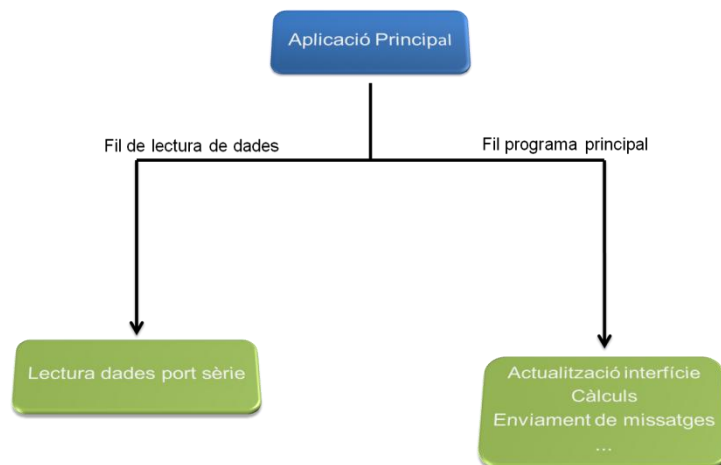 Aplicació Principal
Fil de lectura de dades
Fil programa principal
Lectura dades port sèrie
Actualització interfície
Càlculs
Enviament de missatges
...